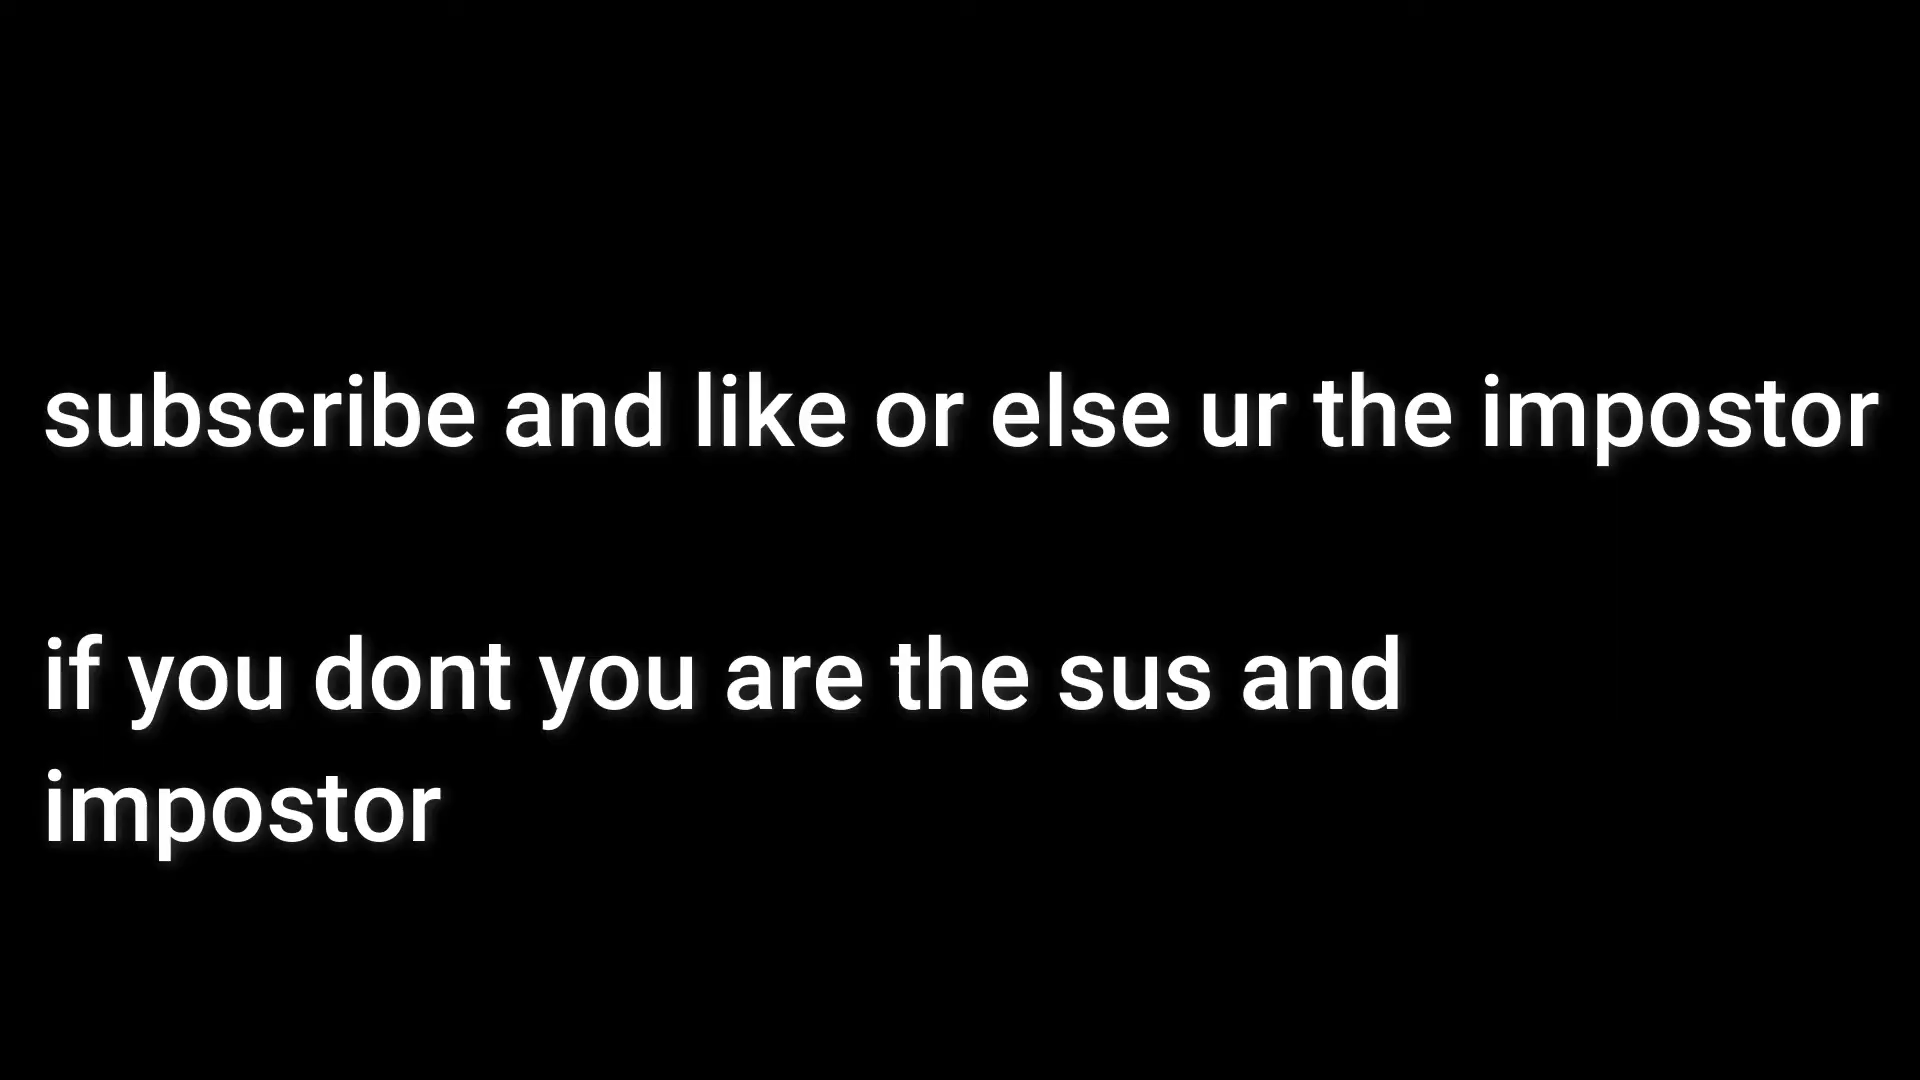 subscribe and like or else ur the impostor
if you dont you are the sus and
impostor